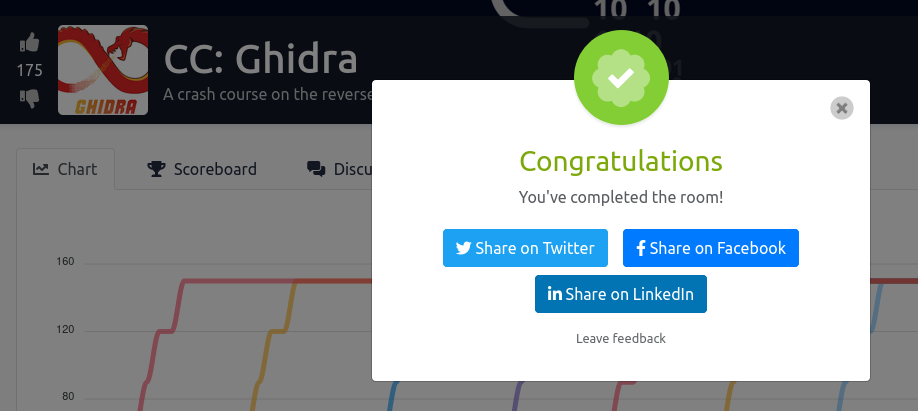 10 10
175
GHIDRA
CC: Ghidra
A crash course on the reverse
Chart
Scoreboard
Discu
Congratulations
You've completed the room!
Share on Twitter
Share on Facebook
in Share on LinkedIn
Leave feedback
160
120
80